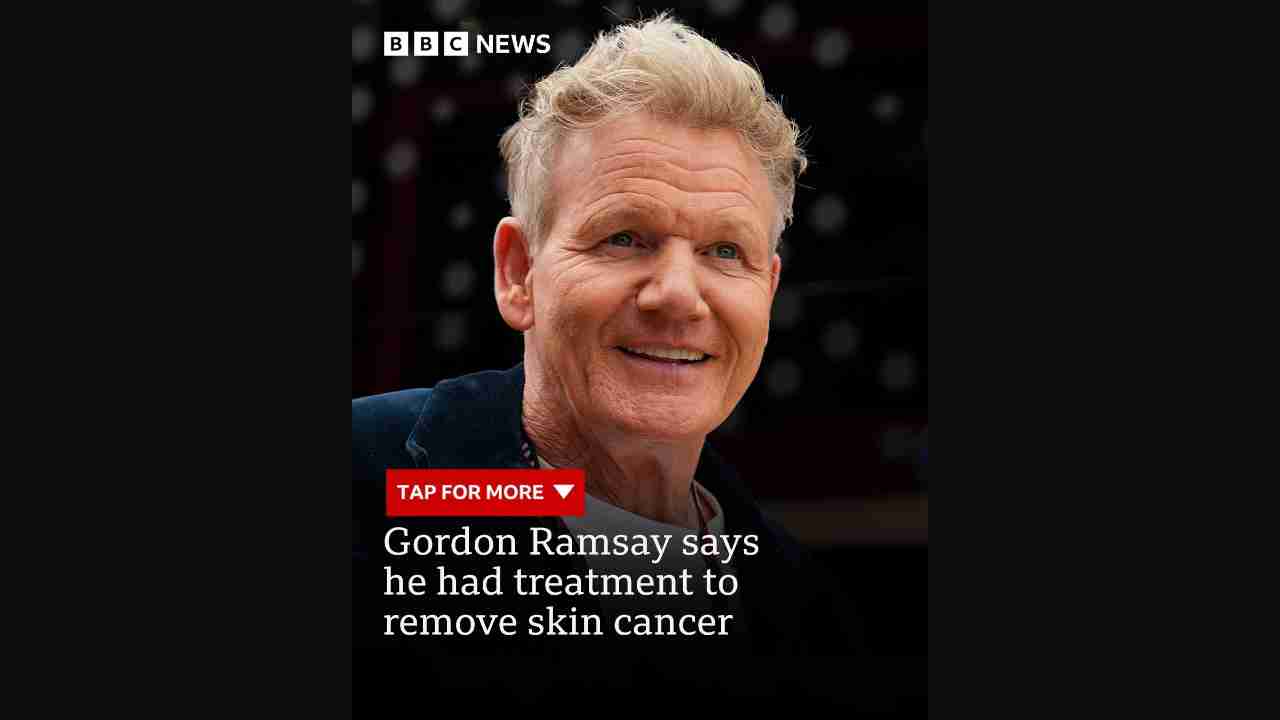 BBC NEWS
TAP FOR MORE
Gordon Ramsay says
he had treatment to
remove skin cancer